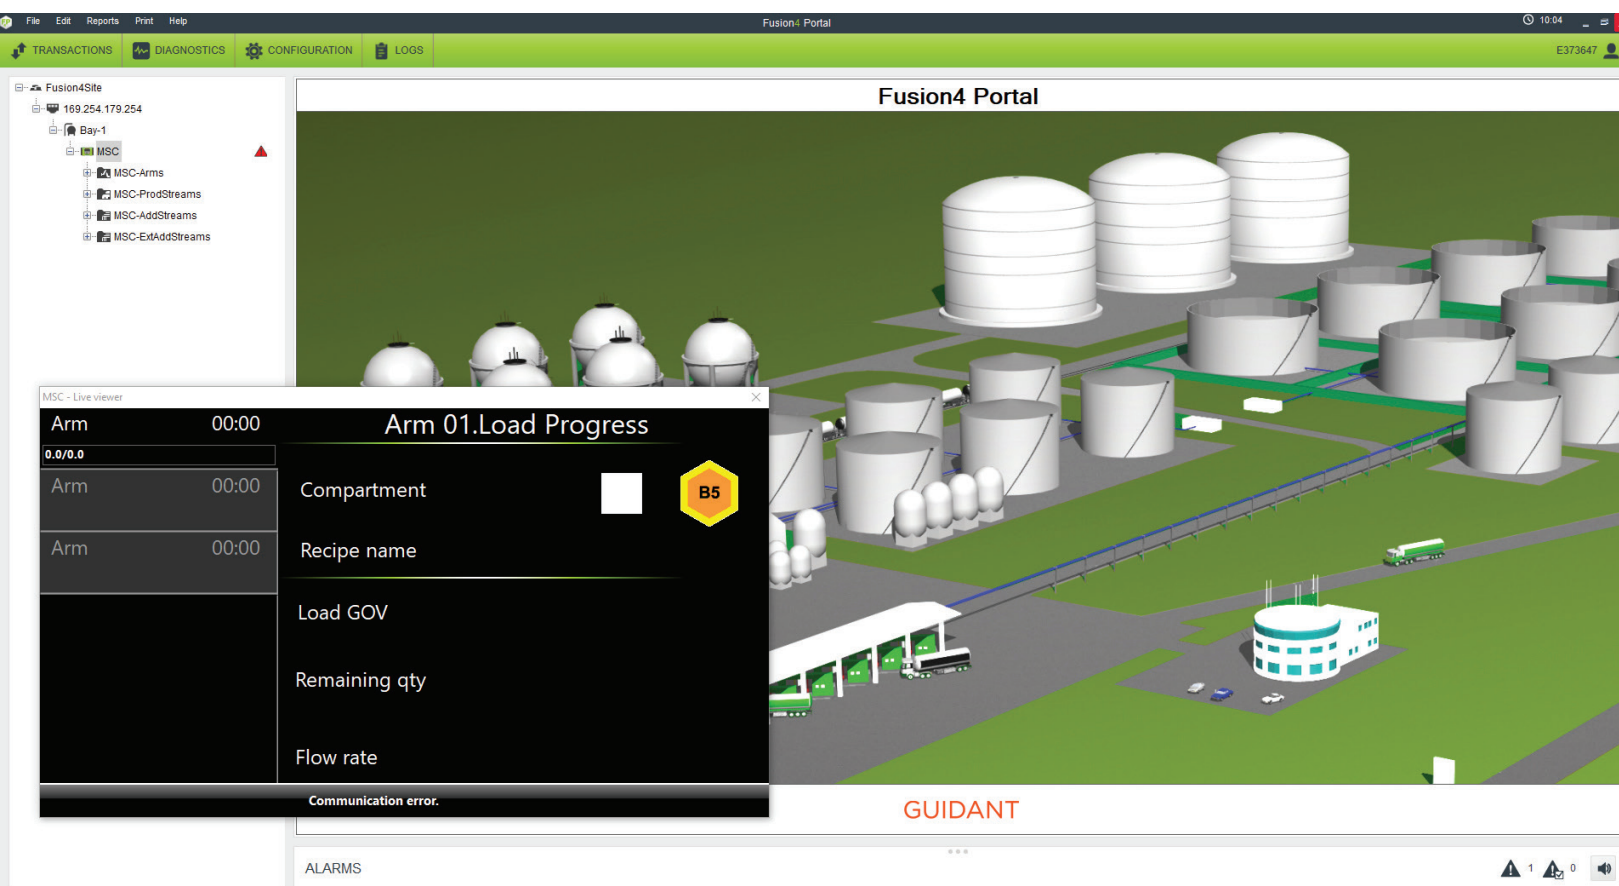 FP File Edit Reports Print Help Fusion4 Portal 10:04
TRANSACTIONS DIAGNOSTICS CONFIGURATION LOGS E373647
Fusion4Site
169.254.179.254
Bay-1
MSC
MSC-Arms
MSC-ProdStreams
MSC-AddStreams
MSC-ExtAddStreams
Fusion4 Portal
MSC - Live viewer
Arm 00:00
0.0/0.0
Arm 00:00
Arm 00:00
Arm 01.Load Progress
Compartment B5
Recipe name
Load GOV
Remaining qty
Flow rate
Communication error.
GUIDANT
ALARMS 1 0